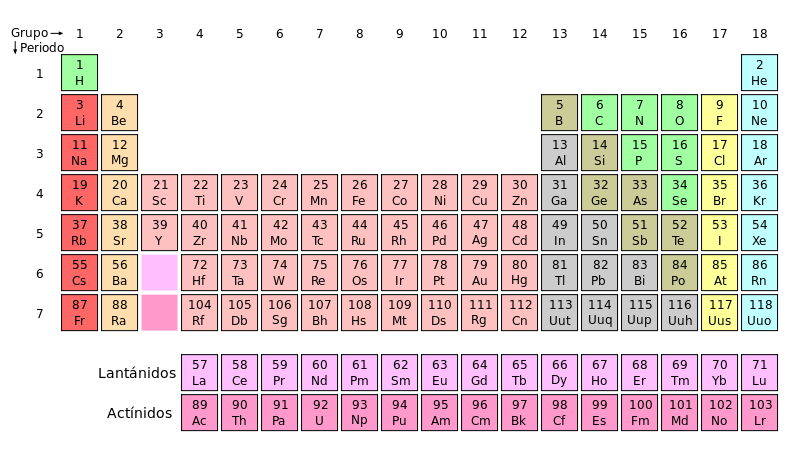 Grupo→ 1 2 3 4 5 6 7 8 9 10 11 12 13 14 15 16 17 18
↓Periodo
1 1 2
H He
2 3 4 5 6 7 8 9 10
Li Be B C N O F Ne
3 11 12 13 14 15 16 17 18
Na Mg Al Si P S Cl Ar
4 19 20 21 22 23 24 25 26 27 28 29 30 31 32 33 34 35 36
K Ca Sc Ti V Cr Mn Fe Co Ni Cu Zn Ga Ge As Se Br Kr
5 37 38 39 40 41 42 43 44 45 46 47 48 49 50 51 52 53 54
Rb Sr Y Zr Nb Mo Tc Ru Rh Pd Ag Cd In Sn Sb Te I Xe
6 55 56 72 73 74 75 76 77 78 79 80 81 82 83 84 85 86
Cs Ba Hf Ta W Re Os Ir Pt Au Hg Tl Pb Bi Po At Rn
7 87 88 104 105 106 107 108 109 110 111 112 113 114 115 116 117 118
Fr Ra Rf Db Sg Bh Hs Mt Ds Rg Cn Uut Uuq Uup Uuh Uus Uuo
Lantánidos 57 58 59 60 61 62 63 64 65 66 67 68 69 70 71
La Ce Pr Nd Pm Sm Eu Gd Tb Dy Ho Er Tm Yb Lu
Actínidos 89 90 91 92 93 94 95 96 97 98 99 100 101 102 103
Ac Th Pa U Np Pu Am Cm Bk Cf Es Fm Md No Lr